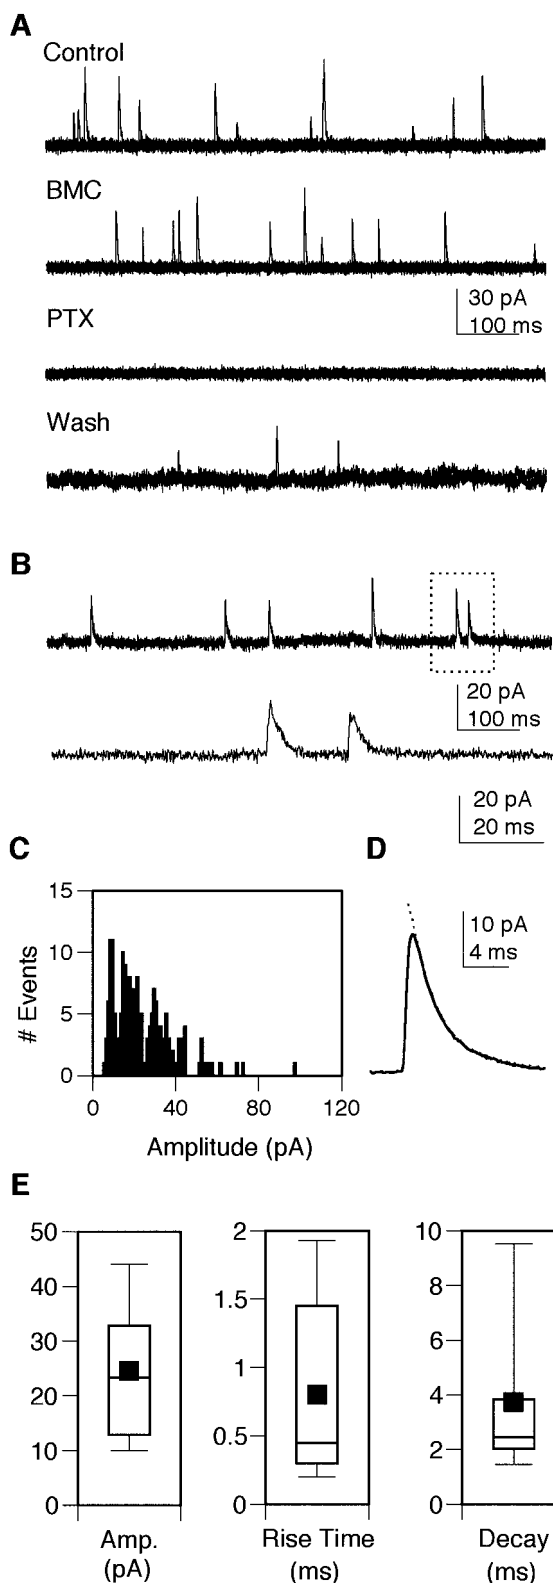 A
Control
BMC
30 pA
100 ms
PTX
Wash
B
20 pA
100 ms
20 pA
20 ms
C
D
15
10
5
0
# Events
0 40 80 120
Amplitude (pA)
10 pA
4 ms
E
50
40
30
20
10
0
Amp.
(pA)
2
1.5
1
0.5
0
Rise Time
(ms)
10
8
6
4
2
0
Decay
(ms)